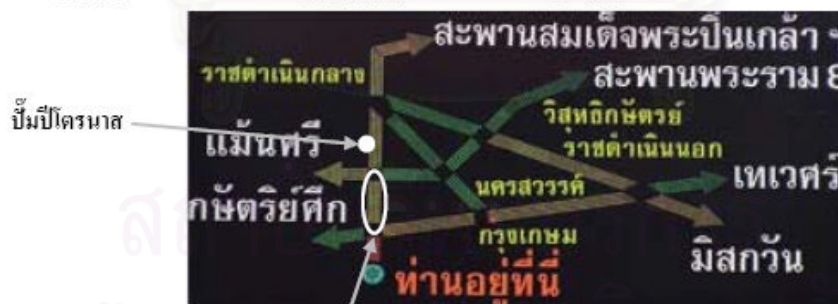 สะพานสมเด็จพระปิ่นเกล้า ฯ
ราชดำเนินกลาง
สะพานพระราม 8
ปั๊มปิโตรนาส
วิสุทธิกษัตรย์
แม้นศรี
ราชดำเนินนอก
เทเวศร์
นครสวรรค์
กษัตริย์ศึก
กรุงเกษม
มิสกวัน
ท่านอยู่ที่นี่